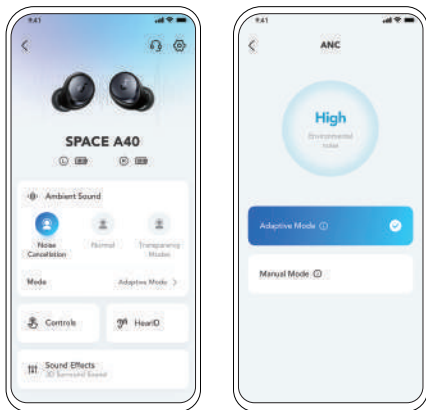 9:41
SPACE A40
L
R
Ambient Sound
Noise
Cancellation
Normal
Transparency
Modes
Mode
Adaptive Mode
Controls
HearID
Sound Effects
3D Surround Sound
9:41
ANC
High
Environmental
noise
Adaptive Mode
Manual Mode